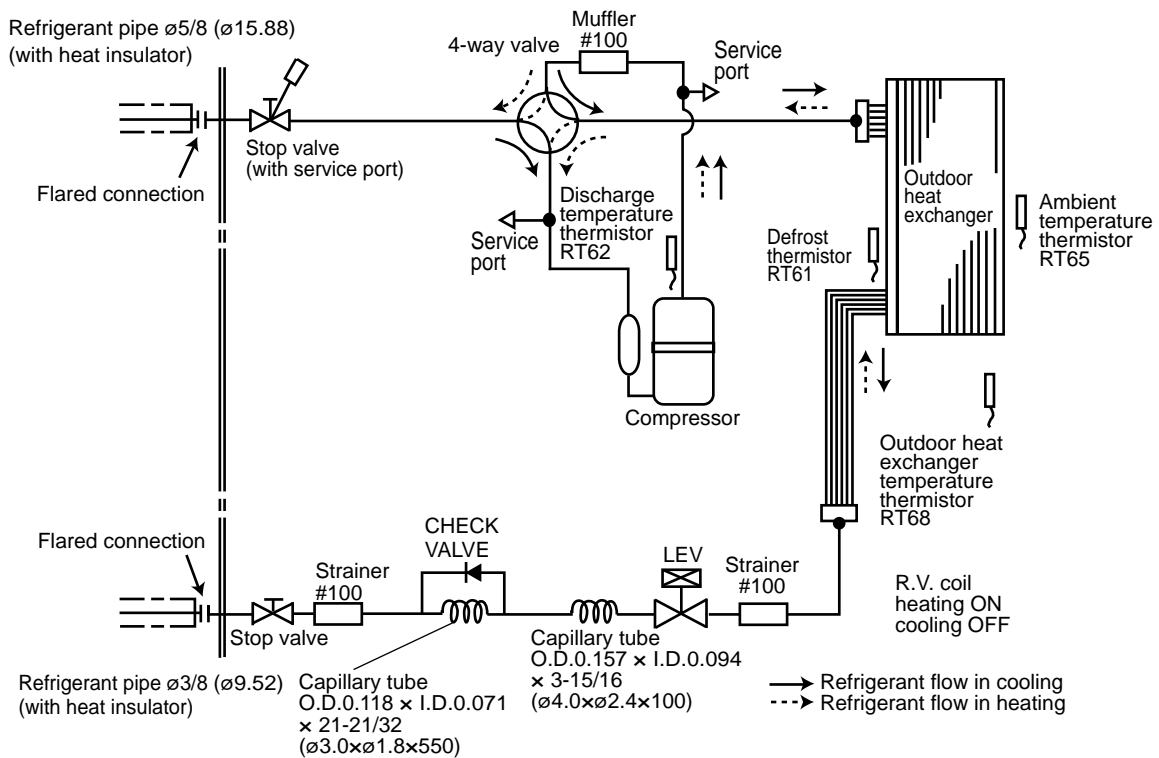 Refrigerant pipe ø5/8 (ø15.88)
(with heat insulator)
Muffler
#100
4-way valve
Service
port
Stop valve
(with service port)
Flared connection
Discharge
temperature
thermistor
RT62
Service
port
Outdoor
heat
exchanger
Ambient
temperature
thermistor
RT65
Defrost
thermistor
RT61
Compressor
Outdoor heat
exchanger
temperature
thermistor
RT68
Flared connection
Strainer
#100
CHECK
VALVE
LEV
Strainer
#100
R.V. coil
heating ON
cooling OFF
Stop valve
Refrigerant pipe ø3/8 (ø9.52)
(with heat insulator)
Capillary tube
O.D.0.118 × I.D.0.071
× 21-21/32
(ø3.0×ø1.8×550)
Capillary tube
O.D.0.157 × I.D.0.094
× 3-15/16
(ø4.0×ø2.4×100)
Refrigerant flow in cooling
Refrigerant flow in heating